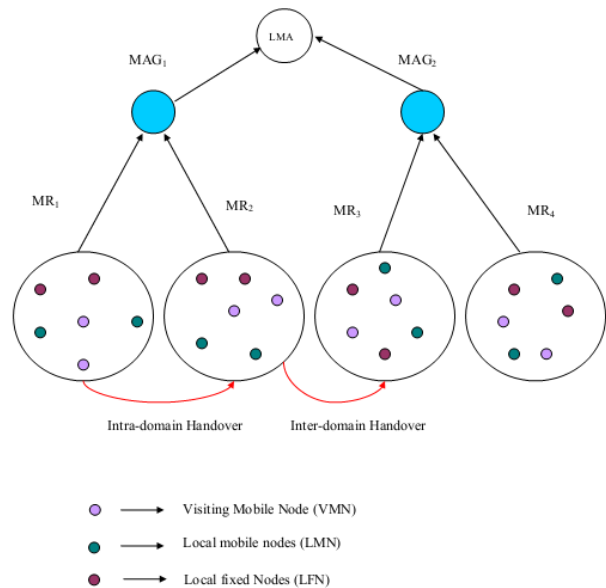 LMA
MAG1
MAG2
MR1
MR2
MR3
MR4
Intra-domain Handover
Inter-domain Handover
Visiting Mobile Node (VMN)
Local mobile nodes (LMN)
Local fixed Nodes (LFN)